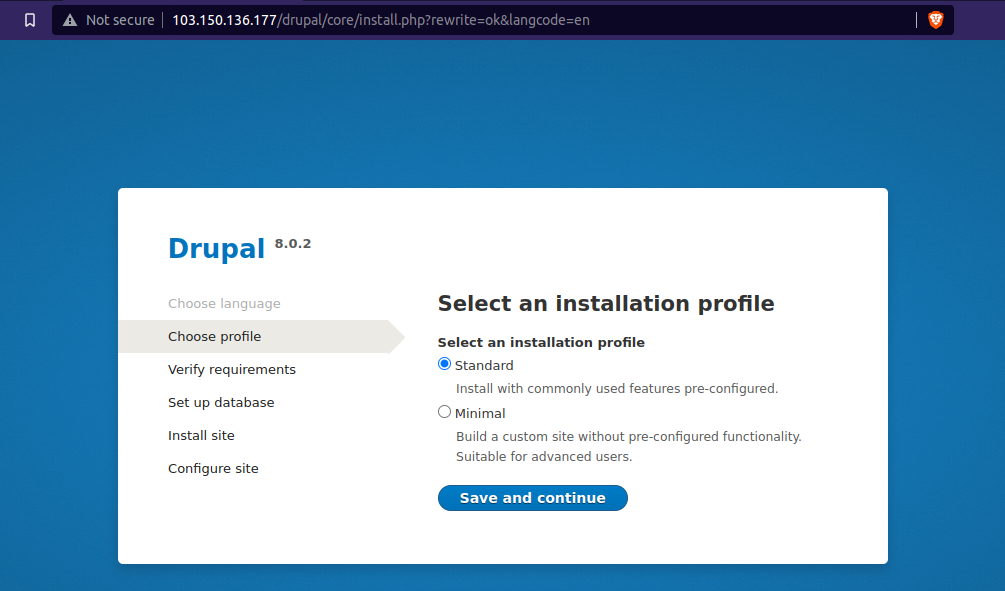 Not secure 103.150.136.177/drupal/core/install.php?rewrite=ok&langcode=en
Drupal 8.0.2
Choose language
Choose profile
Verify requirements
Set up database
Install site
Configure site
Select an installation profile
Select an installation profile
Standard
Install with commonly used features pre-configured.
Minimal
Build a custom site without pre-configured functionality.
Suitable for advanced users.
Save and continue